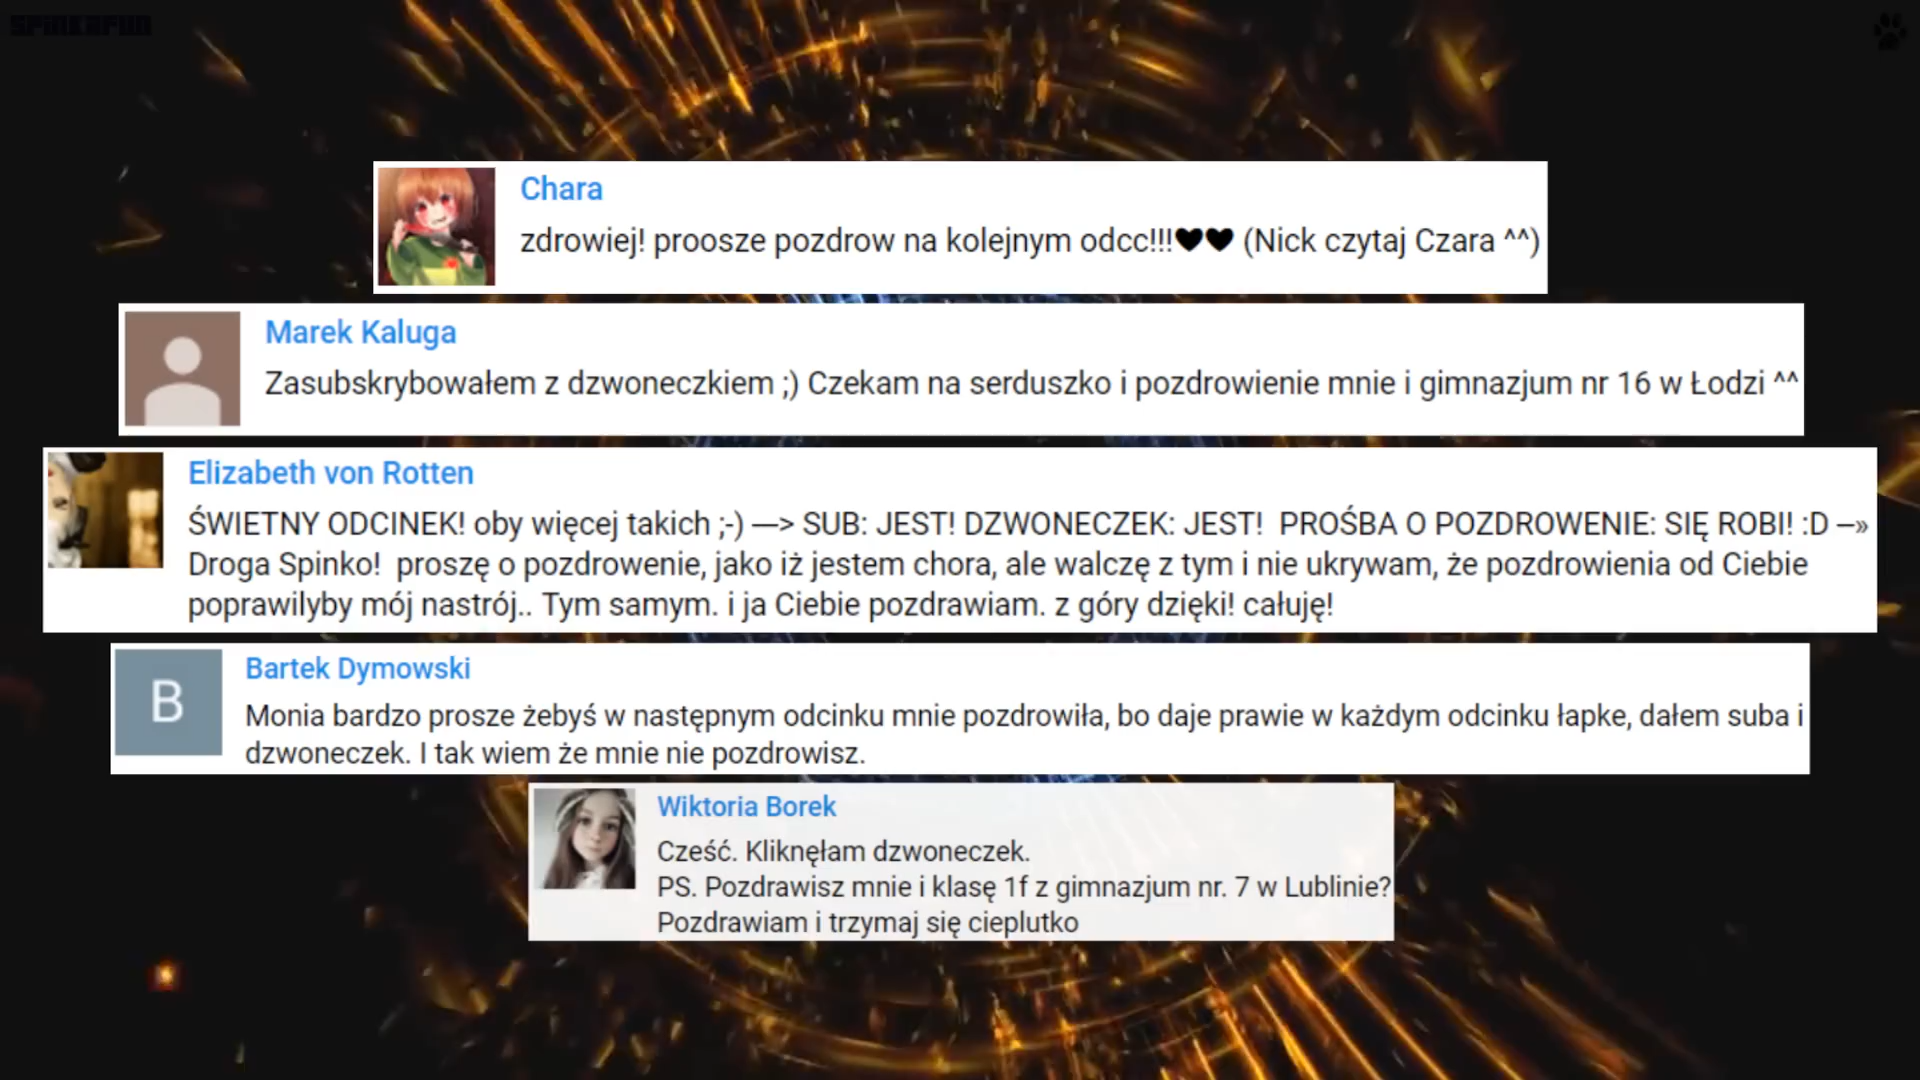 SPINKAFUN
Chara
zdrowiej! proosze pozdrow na kolejnym odcc!!!♥♥ (Nick czytaj Czara ^^)
Marek Kaluga
Zasubskrybowałem z dzwoneczkiem ;) Czekam na serduszko i pozdrowienie mnie i gimnazjum nr 16 w Łodzi ^^
Elizabeth von Rotten
ŚWIETNY ODCINEK! oby więcej takich ;-) —> SUB: JEST! DZWONECZEK: JEST!  PROŚBA O POZDROWENIE: SIĘ ROBI! :D –»
Droga Spinko!  proszę o pozdrowenie, jako iż jestem chora, ale walczę z tym i nie ukrywam, że pozdrowienia od Ciebie
poprawilyby mój nastrój.. Tym samym. i ja Ciebie pozdrawiam. z góry dzięki! całuję!
B
Bartek Dymowski
Monia bardzo prosze żebyś w następnym odcinku mnie pozdrowiła, bo daje prawie w każdym odcinku łapke, dałem suba i
dzwoneczek. I tak wiem że mnie nie pozdrowisz.
Wiktoria Borek
Cześć. Kliknęłam dzwoneczek.
PS. Pozdrawisz mnie i klasę 1f z gimnazjum nr. 7 w Lublinie?
Pozdrawiam i trzymaj się cieplutko